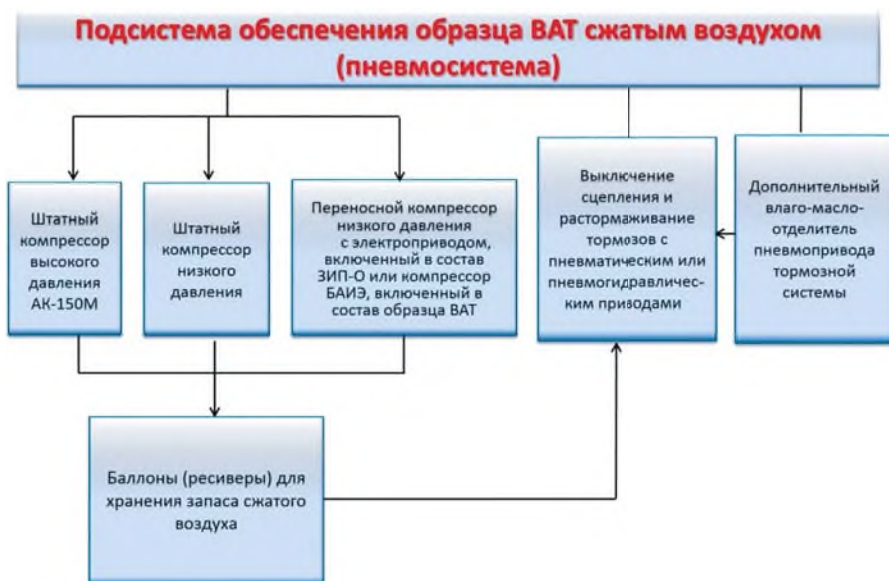 Подсистема обеспечения образца ВАТ сжатым воздухом
(пневмосистема)
Штатный
компрессор
высокого
давления
АК-150М
Штатный
компрессор
низкого
давления
Переносной компрессор
низкого давления
с электроприводом,
включенный в состав
ЗИП-О или компрессор
БАИЭ, включенный в
состав образца ВАТ
Выключение
сцепления и
растормаживание
тормозов с
пневматическим или
пневмогидравличес-
ким приводами
Дополнительный
влаго-масло-
отделитель
пневмопривода
тормозной
системы
Баллоны (ресиверы) для
хранения запаса сжатого
воздуха